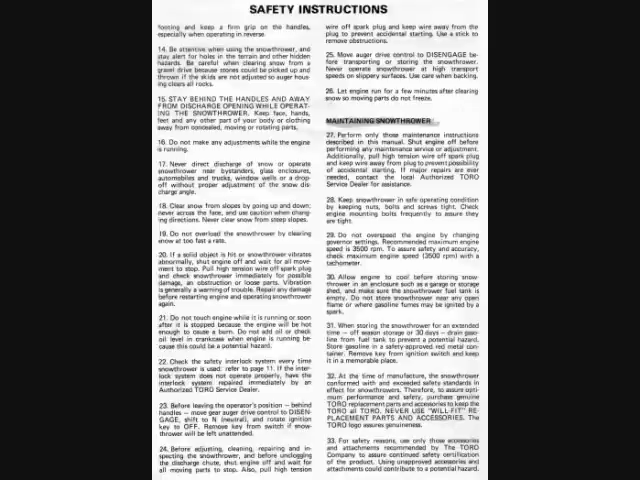 SAFETY INSTRUCTIONS
footing and keep a firm grip on the handles,
especially when operating in reverse.
14. Be attentive when using the snowthrower, and
stay alert for holes in the terrain and other hidden
hazards. Be careful when clearing snow from a
gravel drive because stones could be picked up and
thrown if the skids are not adjusted so auger hous-
ing clears all rocks.
15. STAY BEHIND THE HANDLES AND AWAY
FROM DISCHARGE OPENING WHILE OPERAT-
ING THE SNOWTHROWER. Keep face, hands,
feet and any other part of your body or clothing
away from concealed, moving or rotating parts.
16. Do not make any adjustments while the engine
is running.
17. Never direct discharge of snow or operate
snowthrower near bystanders, glass enclosures,
automobiles and trucks, window wells or a drop-
off without proper adjustment of the snow dis-
charge angle.
18. Clear snow from slopes by going up and down;
never across the face, and use caution when chang-
ing directions. Never clear snow from steep slopes.
19. Do not overload the snowthrower by clearing
snow at too fast a rate.
20. If a solid object is hit or snowthrower vibrates
abnormally, shut engine off and wait for all move-
ment to stop. Pull high tension wire off spark plug
and check snowthrower immediately for possible
damage, an obstruction or loose parts. Vibration
is generally a warning of trouble. Repair any damage
before restarting engine and operating snowthrower
again.
21. Do not touch engine while it is running or soon
after it is stopped because the engine will be hot
enough to cause a burn. Do not add oil or check
oil level in crankcase when engine is running be-
cause this could be a potential hazard.
22. Check the safety interlock system every time
snowthrower is used: refer to page 11. If the inter-
lock system does not operate properly, have the
interlock system repaired immediately by an
Authorized TORO Service Dealer.
23. Before leaving the operator's position — behind
handles — move gear auger drive control to DISEN-
GAGE, shift to N (neutral), and rotate ignition
key to OFF. Remove key from switch if snow-
thrower will be left unattended.
24. Before adjusting, cleaning, repairing and in-
specting the snowthrower, and before unclogging
the discharge chute, shut engine off and wait for
all moving parts to stop. Also, pull high tension
wire off spark plug and keep wire away from the
plug to prevent accidental starting. Use a stick to
remove obstructions.
25. Move auger drive control to DISENGAGE be-
fore transporting or storing the snowthrower.
Never operate snowthrower at high transport
speeds on slippery surfaces. Use care when backing.
26. Let engine run for a few minutes after clearing
snow so moving parts do not freeze.
MAINTAINING SNOWTHROWER
27. Perform only those maintenance instructions
described in this manual. Shut engine off before
performing any maintenance service or adjustment.
Additionally, pull high tension wire off spark plug
and keep wire away from plug to prevent possibility
of accidental starting. If major repairs are ever
needed, contact the local Authorized TORO
Service Dealer for assistance.
28. Keep snowthrower in safe operating condition
by keeping nuts, bolts and screws tight. Check
engine mounting bolts frequently to assure they
are tight.
29. Do not overspeed the engine by changing
governor settings. Recommended maximum engine
speed is 3500 rpm. To assure safety and accuracy,
check maximum engine speed (3500 rpm) with a
tachometer.
30. Allow engine to cool before storing snow-
thrower in an enclosure such as a garage or storage
shed, and make sure the snowthrower fuel tank is
empty. Do not store snowthrower near any open
flame or where gasoline fumes may be ignited by a
spark.
31. When storing the snowthrower for an extended
time — off season storage or 30 days — drain gaso-
line from fuel tank to prevent a potential hazard.
Store gasoline in a safety-approved red metal con-
tainer. Remove key from ignition switch and keep
it in a memorable place.
32. At the time of manufacture, the snowthrower
conformed with and exceeded safety standards in
effect for snowthrowers. Therefore, to assure opti-
mum performance and safety, purchase genuine
TORO replacement parts and accessories to keep the
TORO all TORO. NEVER USE "WILL-FIT" RE-
PLACEMENT PARTS AND ACCESSORIES. The
TORO logo assures genuineness.
33. For safety reasons, use only those accessories
and attachments recommended by The TORO
Company to assure continued safety certification
of the product. Using unapproved accessories and
attachments could contribute to a potential hazard.